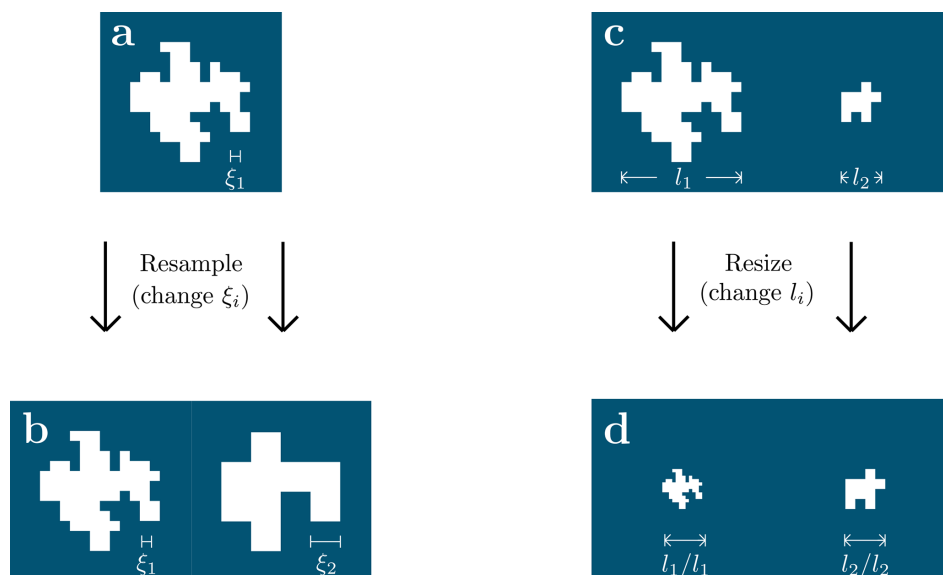 a
ξ₁
c
l₁
l₂
Resample
(change ξᵢ)
Resize
(change lᵢ)
b
ξ₁
ξ₂
d
l₁/l₁
l₂/l₂